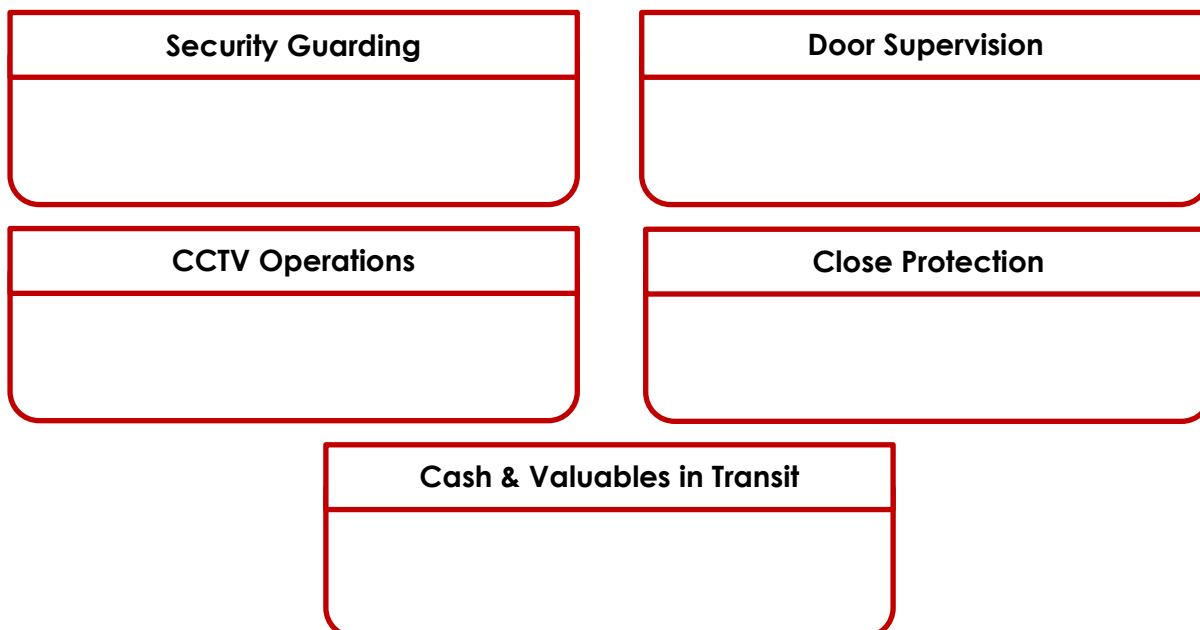 Security Guarding
Door Supervision
CCTV Operations
Close Protection
Cash & Valuables in Transit